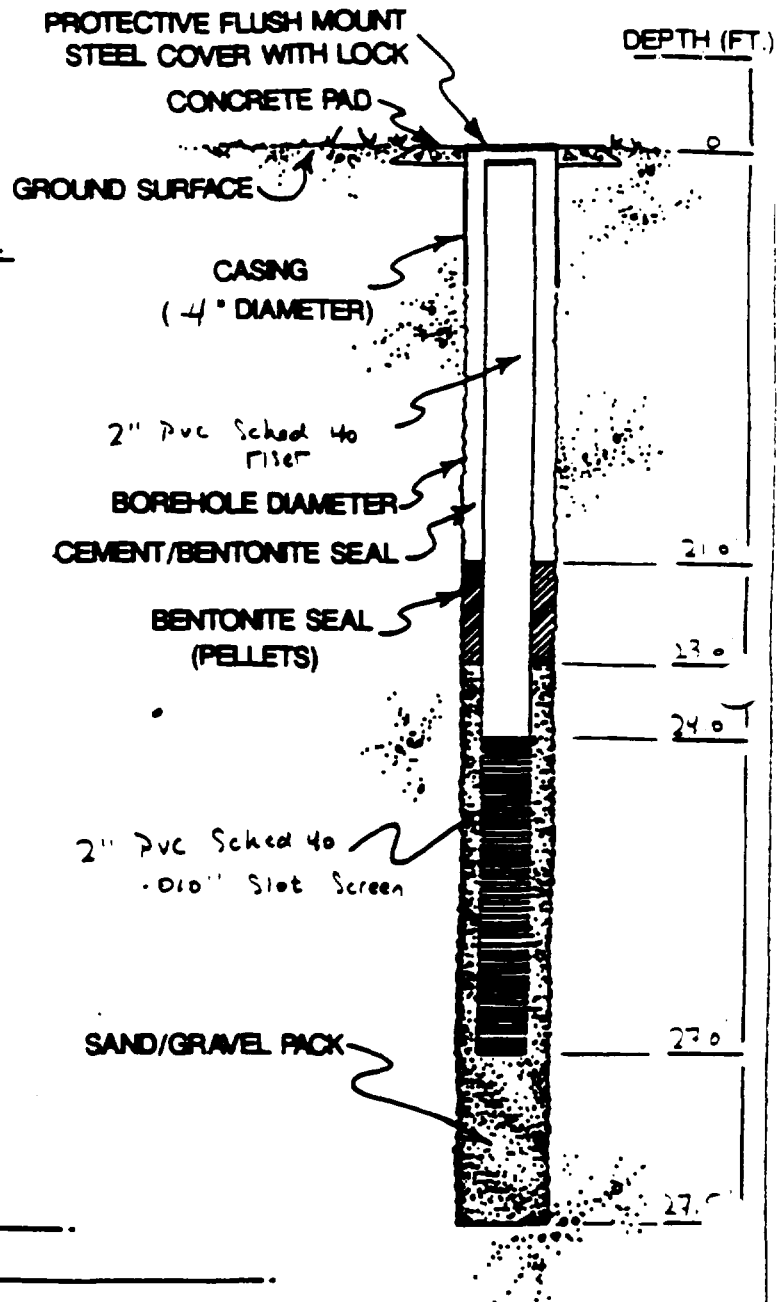 PROTECTIVE FLUSH MOUNT
STEEL COVER WITH LOCK
DEPTH (FT.)
CONCRETE PAD
0
GROUND SURFACE
CASING
( 4" DIAMETER)
2" PVC Sched 40
riser
BOREHOLE DIAMETER
CEMENT/BENTONITE SEAL
21.0
BENTONITE SEAL
(PELLETS)
23.0
24.0
2" PVC Sched 40
.010" Slot Screen
SAND/GRAVEL PACK
27.0